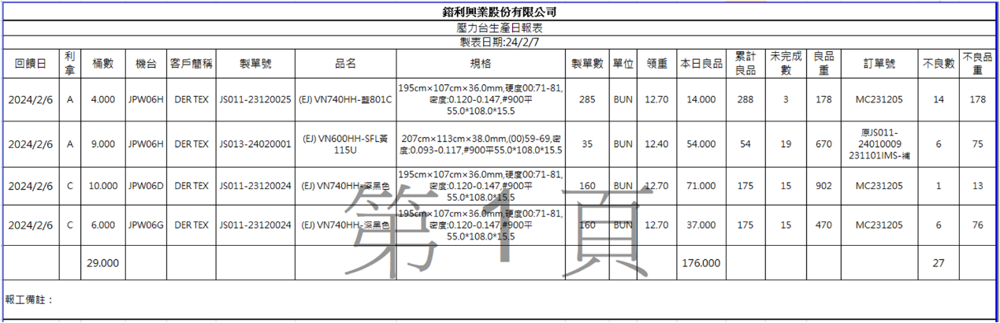 鎔利興業股份有限公司
壓力台生產日報表
製表日期:24/2/7
回饋日 利拿 桶數 機台 客戶簡稱 製單號 品名 規格 製單數 單位 領重 本日良品 累計良品 未完成數 良品重 訂單號 不良數 不良品重
2024/2/6 A 4.000 JPW06H DERTEX JS011-23120025 (EJ) VN740HH-藍801C 195cm×107cm×36.0mm,硬度00:71-81,密度:0.120-0.147,#900平55.0*108.0*15.5 285 BUN 12.70 14.000 288 3 178 MC231205 14 178
2024/2/6 A 9.000 JPW06H DERTEX JS013-24020001 (EJ) VN600HH-SFL黃115U 207cm×113cm×38.0mm,(00)59-69,密度:0.093-0.117,#900平55.0*108.0*15.5 35 BUN 12.40 54.000 54 19 670 原JS011-24010009 231101IMS-補 6 75
2024/2/6 C 10.000 JPW06D DERTEX JS011-23120024 (EJ) VN740HH-深黑色 195cm×107cm×36.0mm,硬度00:71-81,密度:0.120-0.147,#900平55.0*108.0*15.5 160 BUN 12.70 71.000 175 15 902 MC231205 1 13
2024/2/6 C 6.000 JPW06G DERTEX JS011-23120024 (EJ) VN740HH-深黑色 195cm×107cm×36.0mm,硬度00:71-81,密度:0.120-0.147,#900平55.0*108.0*15.5 160 BUN 12.70 37.000 175 15 470 MC231205 6 76
29.000 176.000 27
第 1 頁
報工備註：